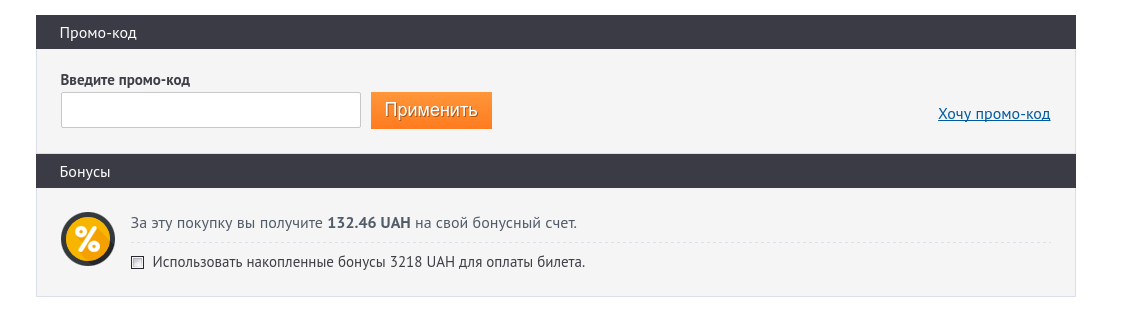 Промо-код
Введите промо-код
Применить
Хочу промо-код
Бонусы
%
За эту покупку вы получите 132.46 UAH на свой бонусный счет.
Использовать накопленные бонусы 3218 UAH для оплаты билета.